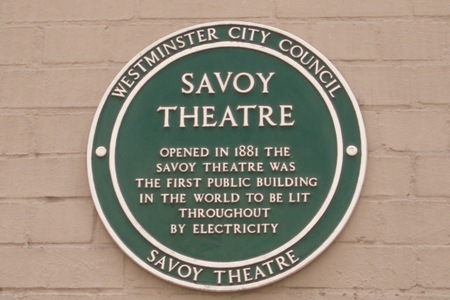 WESTMINSTER CITY COUNCIL
SAVOY
THEATRE
OPENED IN 1881 THE
SAVOY THEATRE WAS
THE FIRST PUBLIC BUILDING
IN THE WORLD TO BE LIT
THROUGHOUT
BY ELECTRICITY
SAVOY THEATRE